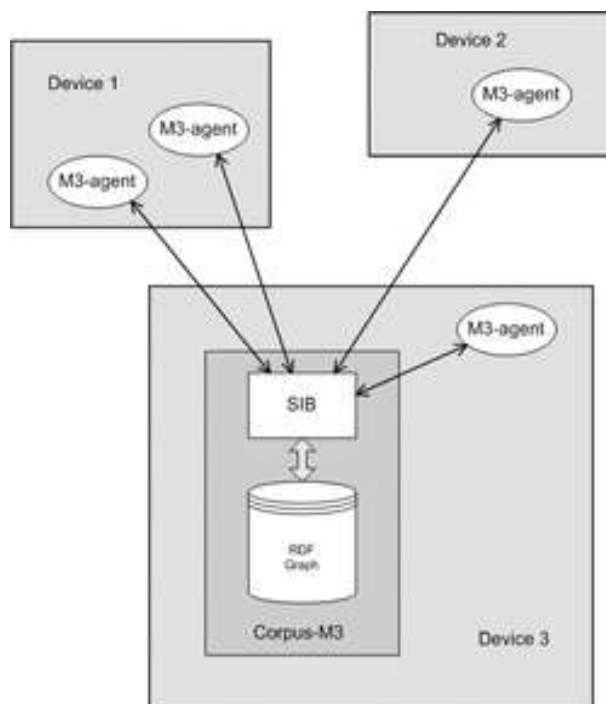 Device 1
M3-agent
M3-agent
Device 2
M3-agent
M3-agent
SIB
RDF
Graph
Corpus-M3
Device 3